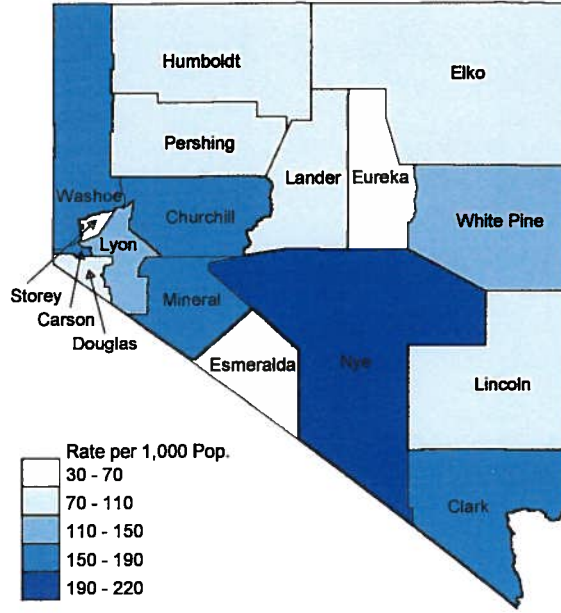 Humboldt
Elko
Pershing
Lander
Eureka
Washoe
Churchill
White Pine
Lyon
Storey
Mineral
Carson
Douglas
Esmeralda
Nye
Lincoln
Rate per 1,000 Pop.
30 - 70
70 - 110
110 - 150
150 - 190
190 - 220
Clark